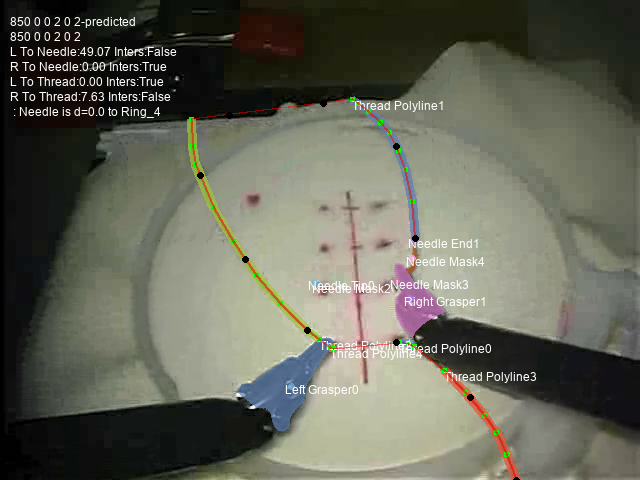 850 0 0 2 0 2-predicted
850 0 0 2 0 2
L To Needle:49.07 Inters:False
R To Needle:0.00 Inters:True
L To Thread:0.00 Inters:True
R To Thread:7.63 Inters:False
: Needle is d=0.0 to Ring_4
Thread Polyline1
Needle End1
Needle Mask4
Needle Tip0 Needle Mask3
Needle Mask2
Right Grasper1
Thread Polyline0
Thread Polyline4
Thread Polyline3
Left Grasper0